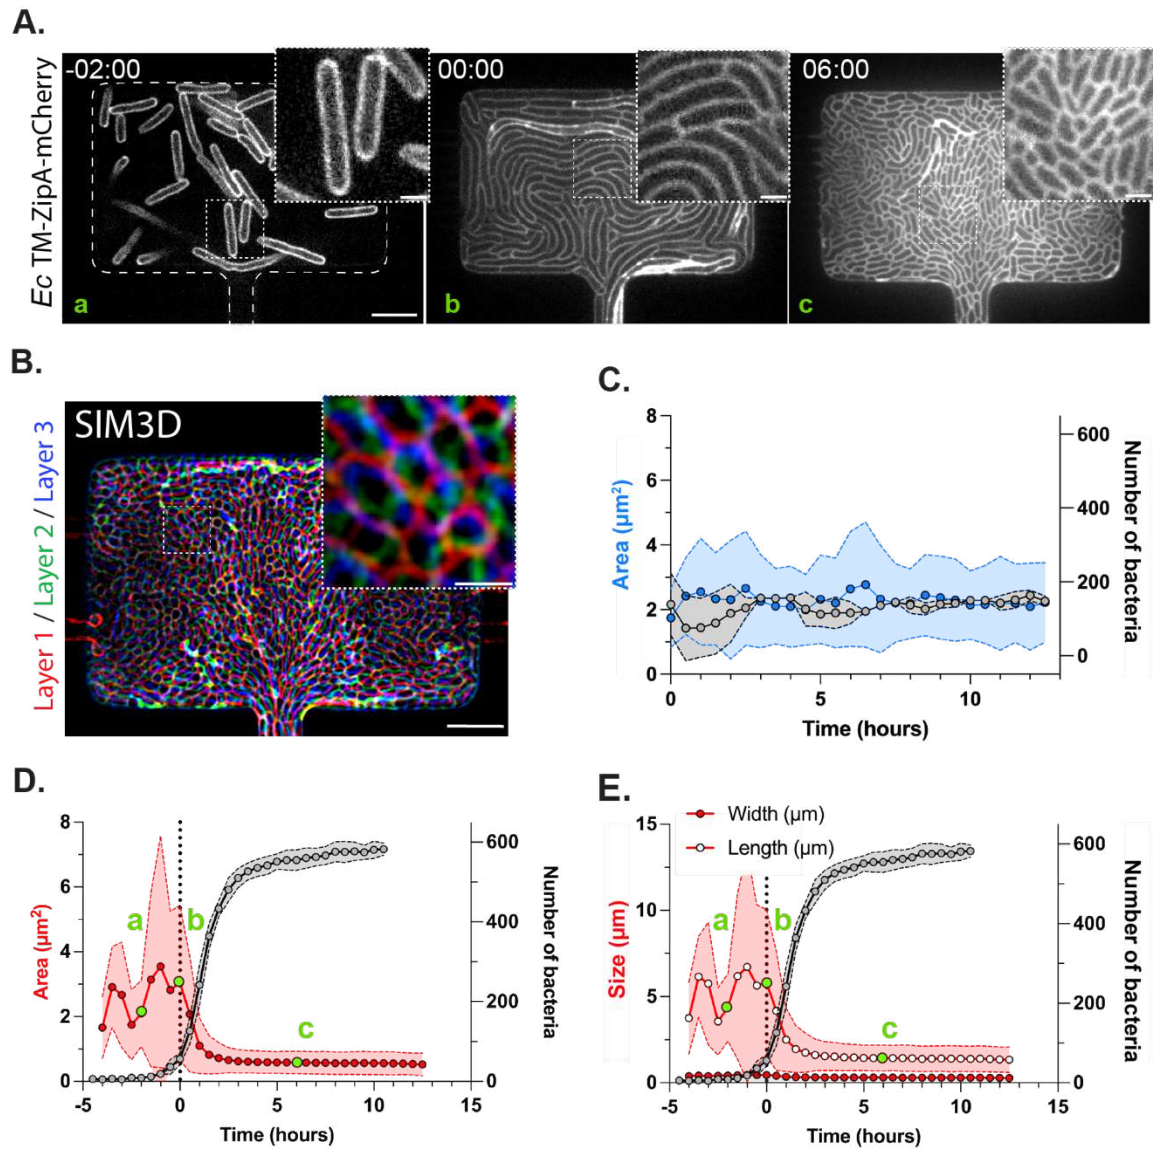 A.
Ec TM-ZipA-mCherry
-02:00
a
00:00
b
06:00
c
B.
Layer 1 / Layer 2 / Layer 3
SIM3D
C.
Area (µm²)
8
6
4
2
0
0
5
10
Time (hours)
600
400
200
0
Number of bacteria
D.
Area (µm²)
8
6
4
2
0
a
b
c
-5
0
5
10
15
Time (hours)
600
400
200
0
Number of bacteria
E.
Width (µm)
Length (µm)
Size (µm)
15
10
5
0
a
b
c
-5
0
5
10
15
Time (hours)
600
400
200
0
Number of bacteria